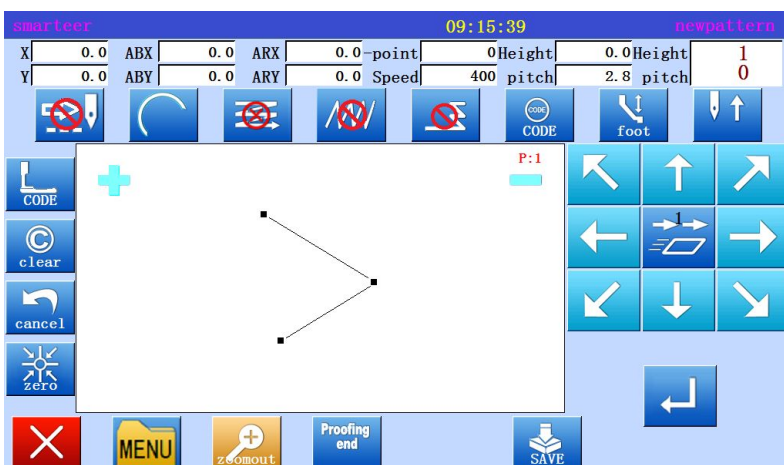 smarteer 09:15:39 newpattern
X 0.0 ABX 0.0 ARX 0.0 -point 0 Height 0.0 Height 1
Y 0.0 ABY 0.0 ARY 0.0 Speed 400 pitch 2.8 pitch 0
CODE
CODE foot
P:1
CODE
1
clear
cancel
zero
MENU
zoomout
Proofing
end
SAVE